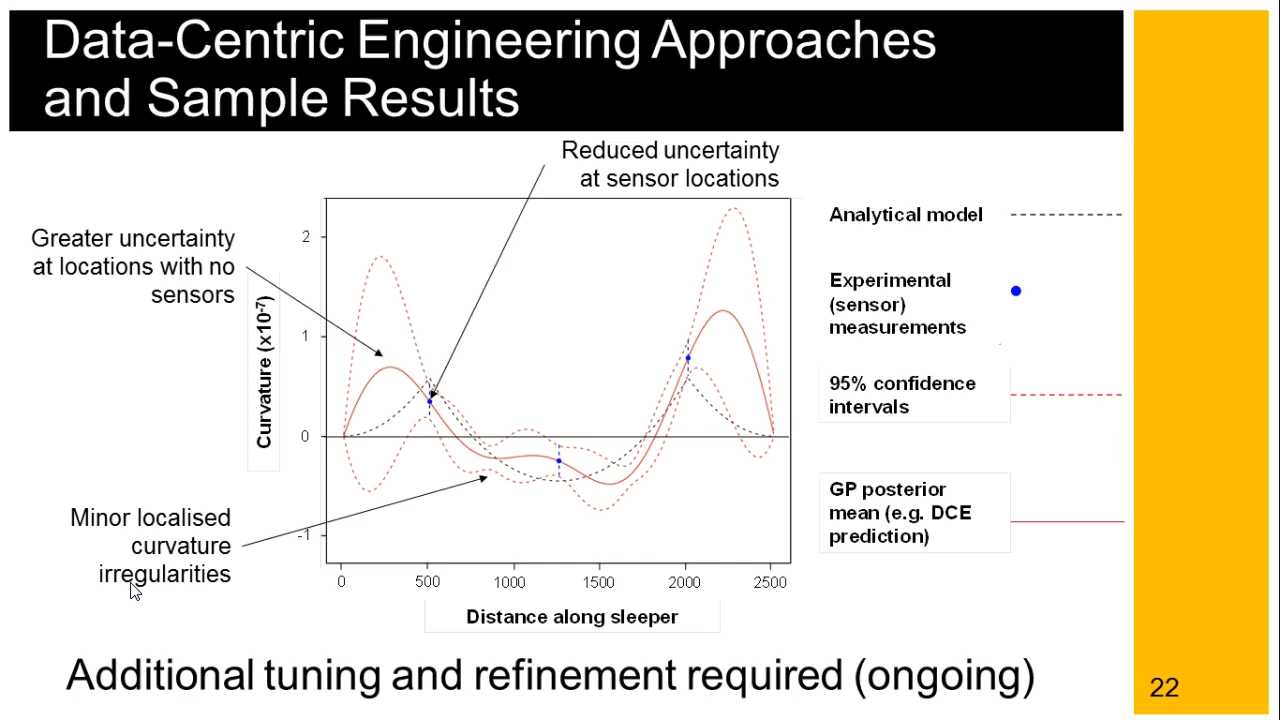 Data-Centric Engineering Approaches
and Sample Results
Reduced uncertainty
at sensor locations
Greater uncertainty
at locations with no
sensors
Minor localised
curvature
irregularities
Curvature (x10⁻⁷)
2
1
0
-1
0 500 1000 1500 2000 2500
Distance along sleeper
Analytical model
Experimental
(sensor)
measurements
95% confidence
intervals
GP posterior
mean (e.g. DCE
prediction)
Additional tuning and refinement required (ongoing)
22